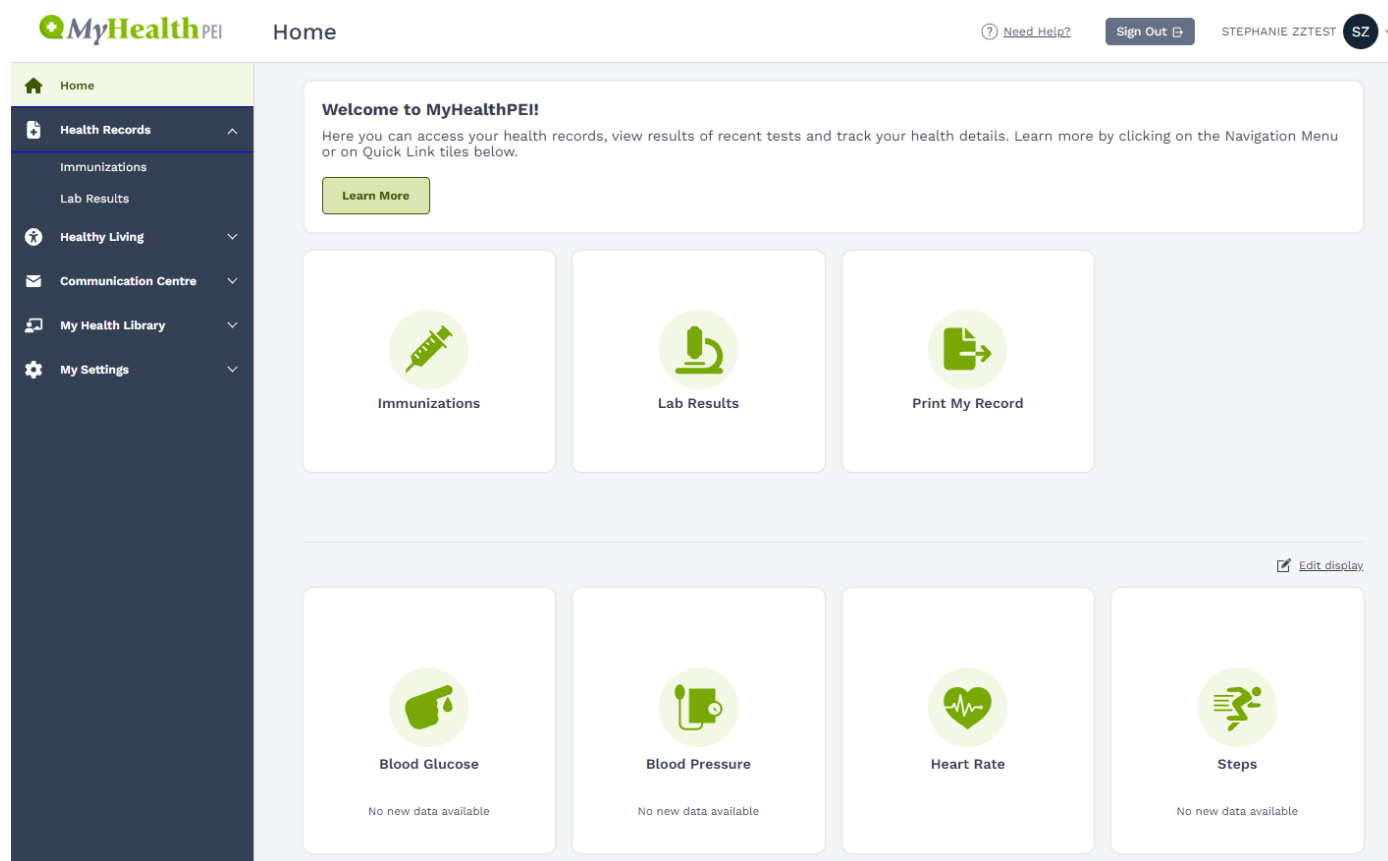 MyHealth PEI
Home
Need Help?
Sign Out
STEPHANIE ZZTEST
SZ
Home
Health Records
Immunizations
Lab Results
Healthy Living
Communication Centre
My Health Library
My Settings
Welcome to MyHealthPEI!
Here you can access your health records, view results of recent tests and track your health details. Learn more by clicking on the Navigation Menu
or on Quick Link tiles below.
Learn More
Immunizations
Lab Results
Print My Record
Edit display
Blood Glucose
No new data available
Blood Pressure
No new data available
Heart Rate
Steps
No new data available